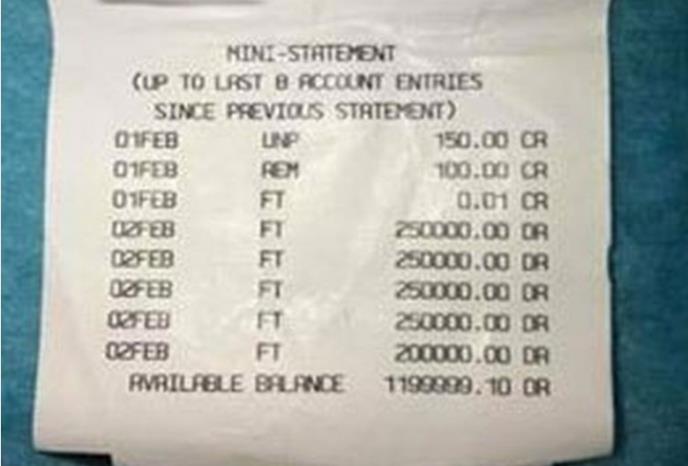 MINI-STATEMENT
(UP TO LAST 8 ACCOUNT ENTRIES
SINCE PREVIOUS STATEMENT)
01FEB UNP 150.00 CR
01FEB REM 100.00 CR
01FEB FT 0.01 CR
02FEB FT 250000.00 DR
02FEB FT 250000.00 DR
02FEB FT 250000.00 DR
02FEB FT 250000.00 DR
02FEB FT 200000.00 DR
AVAILABLE BALANCE 1199999.10 DR